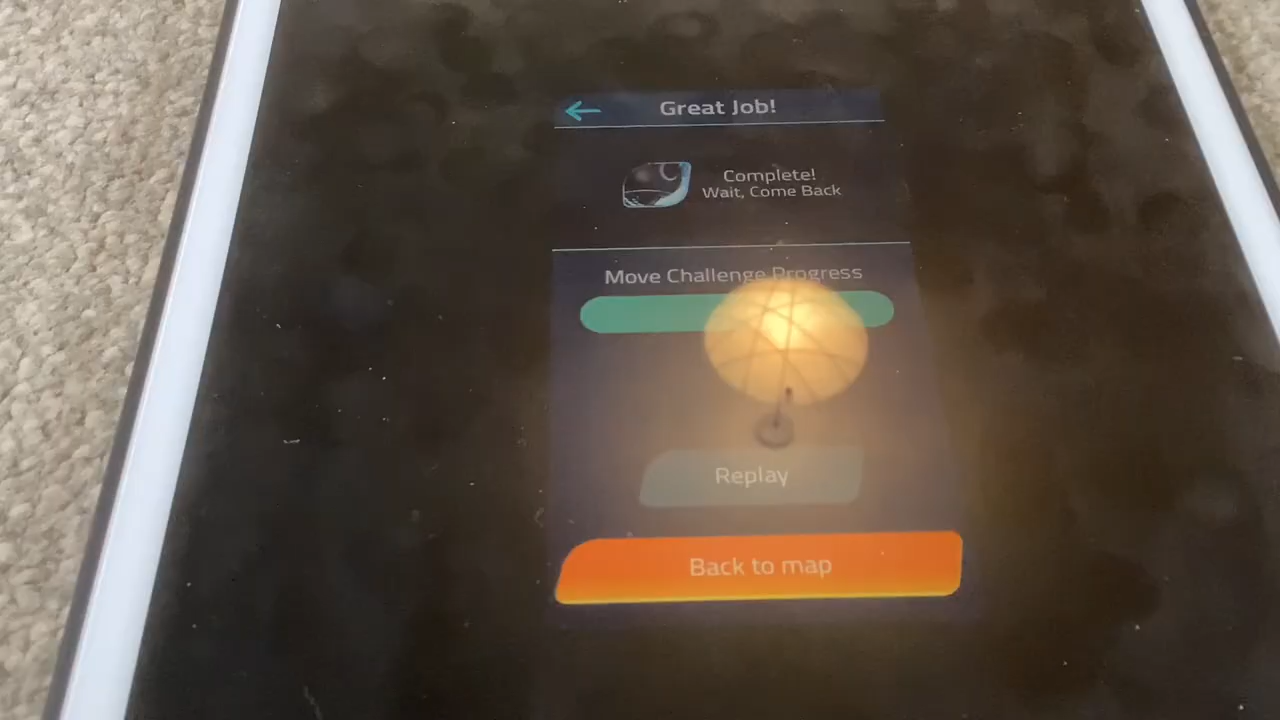 Great Job!
Complete!
Wait, Come Back
Move Challenge Progress
Replay
Back to map